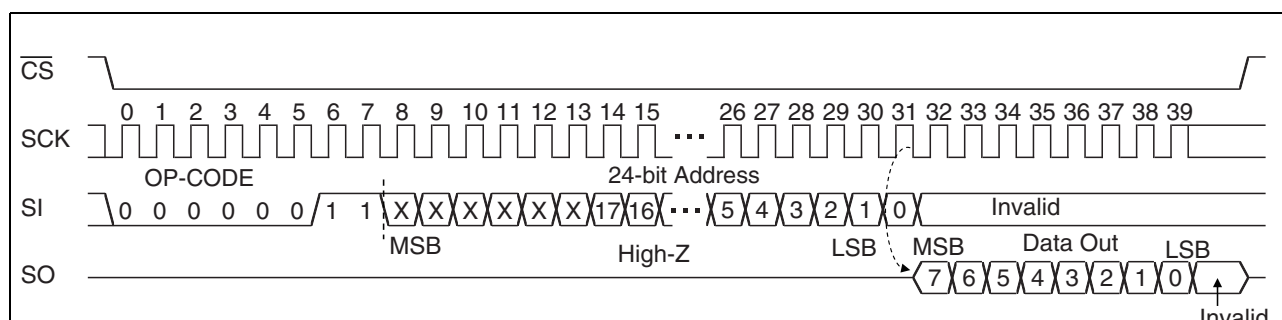 CS
0 1 2 3 4 5 6 7 8 9 10 11 12 13 14 15 26 27 28 29 30 31 32 33 34 35 36 37 38 39
SCK ...
OP-CODE 24-bit Address
SI 0 0 0 0 0 0 1 1 X X X X X X 17 16 ... 5 4 3 2 1 0 Invalid
MSB High-Z LSB MSB Data Out LSB
SO 7 6 5 4 3 2 1 0
Invalid